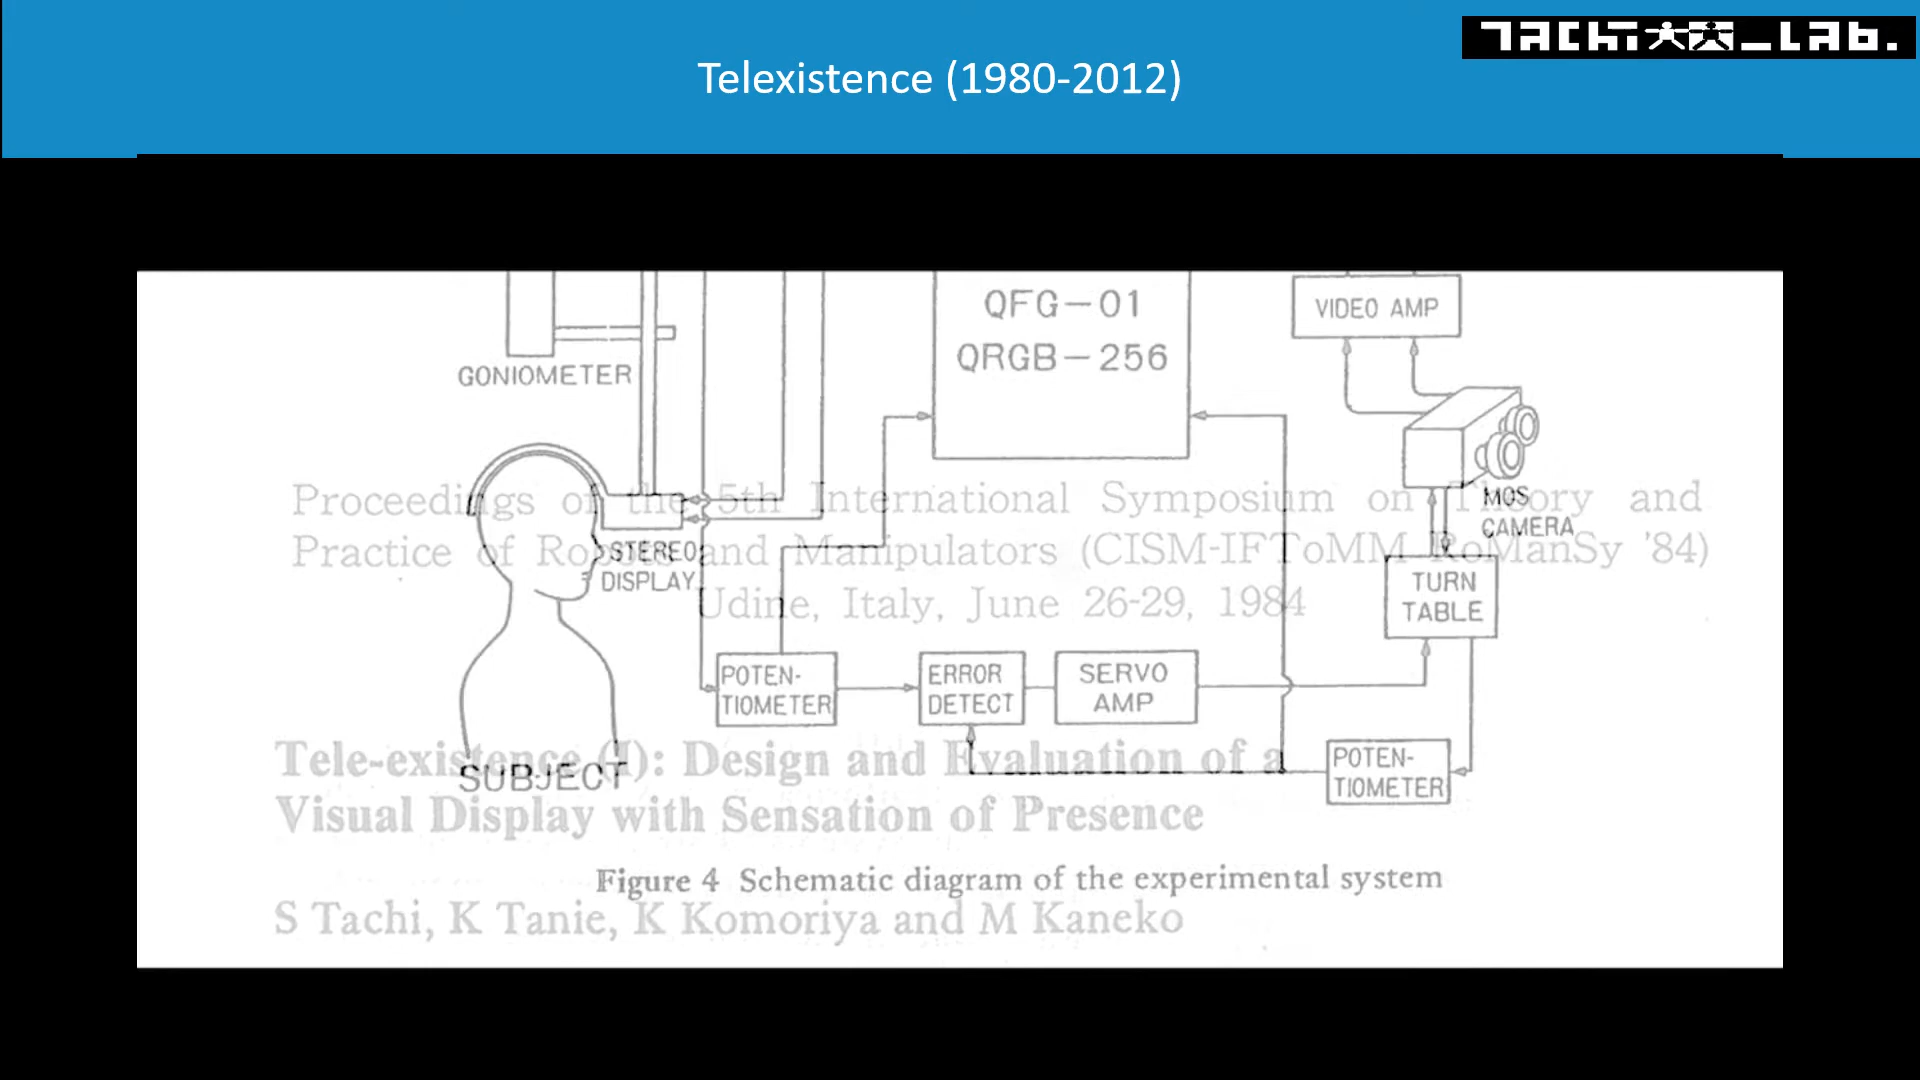 TACHI_LAB.
Telexistence (1980-2012)
QFG-01
QRGB-256
VIDEO AMP
GONIOMETER
MOS
CAMERA
Proceedings of the 5th International Symposium on Theory and
Practice of Robots and Manipulators (CISM-IFToMM RoManSy '84)
Udine, Italy, June 26-29, 1984
STEREO
DISPLAY
TURN
TABLE
POTEN-
TIOMETER
ERROR
DETECT
SERVO
AMP
POTEN-
TIOMETER
SUBJECT
Tele-existence (I): Design and Evaluation of a
Visual Display with Sensation of Presence
Figure 4 Schematic diagram of the experimental system
S Tachi, K Tanie, K Komoriya and M Kaneko